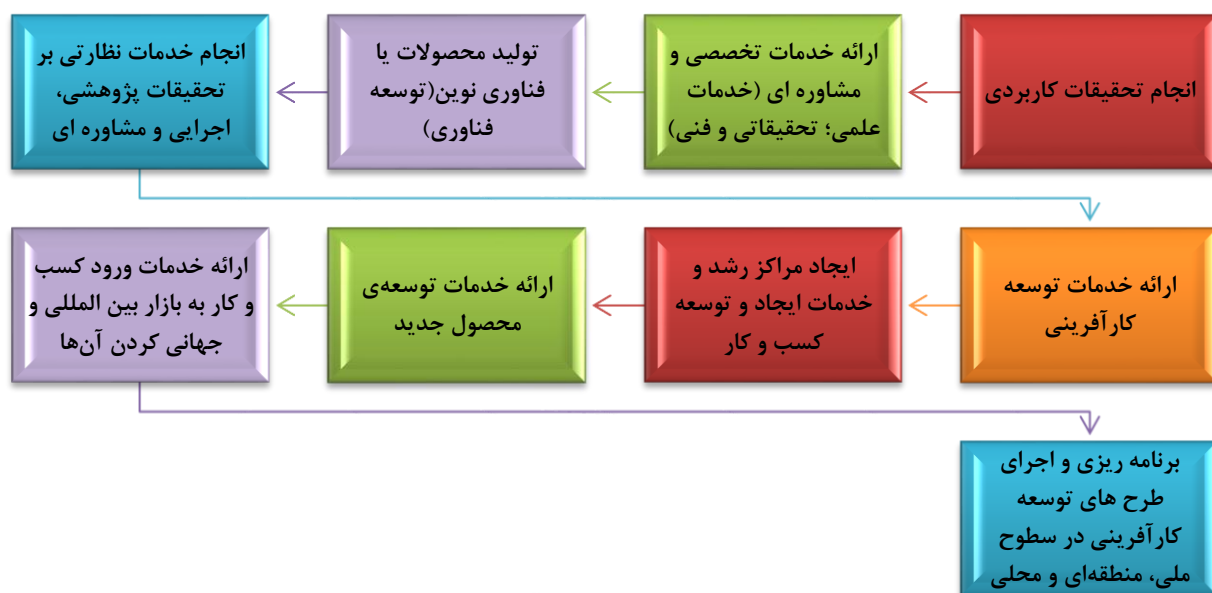 انجام تحقیقات کاربردی
ارائه خدمات تخصصی و
مشاوره ای (خدمات
علمی؛ تحقیقاتی و فنی)
تولید محصولات یا
فناوری نوین(توسعه
فناوری)
انجام خدمات نظارتی بر
تحقیقات پژوهشی،
اجرایی و مشاوره ای
ارائه خدمات توسعه
کارآفرینی
ایجاد مراکز رشد و
خدمات ایجاد و توسعه
کسب و کار
ارائه خدمات توسعه‌ی
محصول جدید
ارائه خدمات ورود کسب
و کار به بازار بین المللی و
جهانی کردن آن‌ها
برنامه ریزی و اجرای
طرح های توسعه
کارآفرینی در سطوح
ملی، منطقه‌ای و محلی